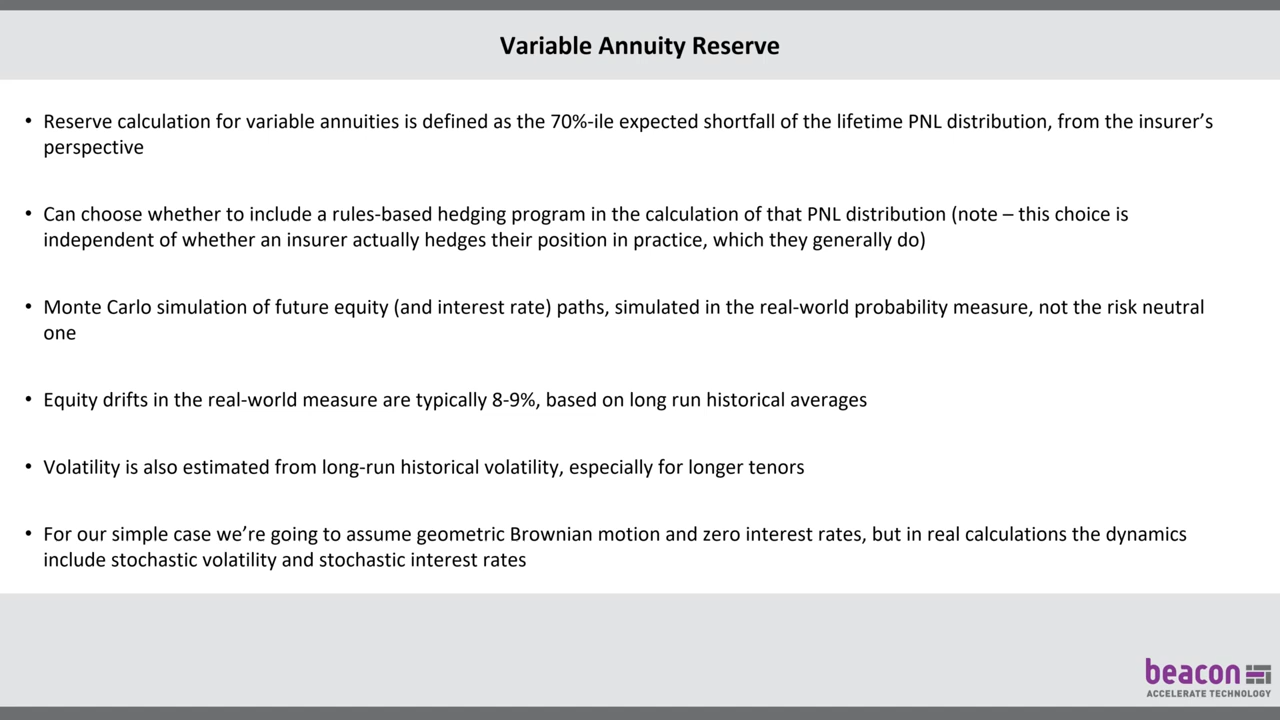 Variable Annuity Reserve
• Reserve calculation for variable annuities is defined as the 70%-ile expected shortfall of the lifetime PNL distribution, from the insurer’s
perspective
• Can choose whether to include a rules-based hedging program in the calculation of that PNL distribution (note – this choice is
independent of whether an insurer actually hedges their position in practice, which they generally do)
• Monte Carlo simulation of future equity (and interest rate) paths, simulated in the real-world probability measure, not the risk neutral
one
• Equity drifts in the real-world measure are typically 8-9%, based on long run historical averages
• Volatility is also estimated from long-run historical volatility, especially for longer tenors
• For our simple case we’re going to assume geometric Brownian motion and zero interest rates, but in real calculations the dynamics
include stochastic volatility and stochastic interest rates
beacon
ACCELERATE TECHNOLOGY